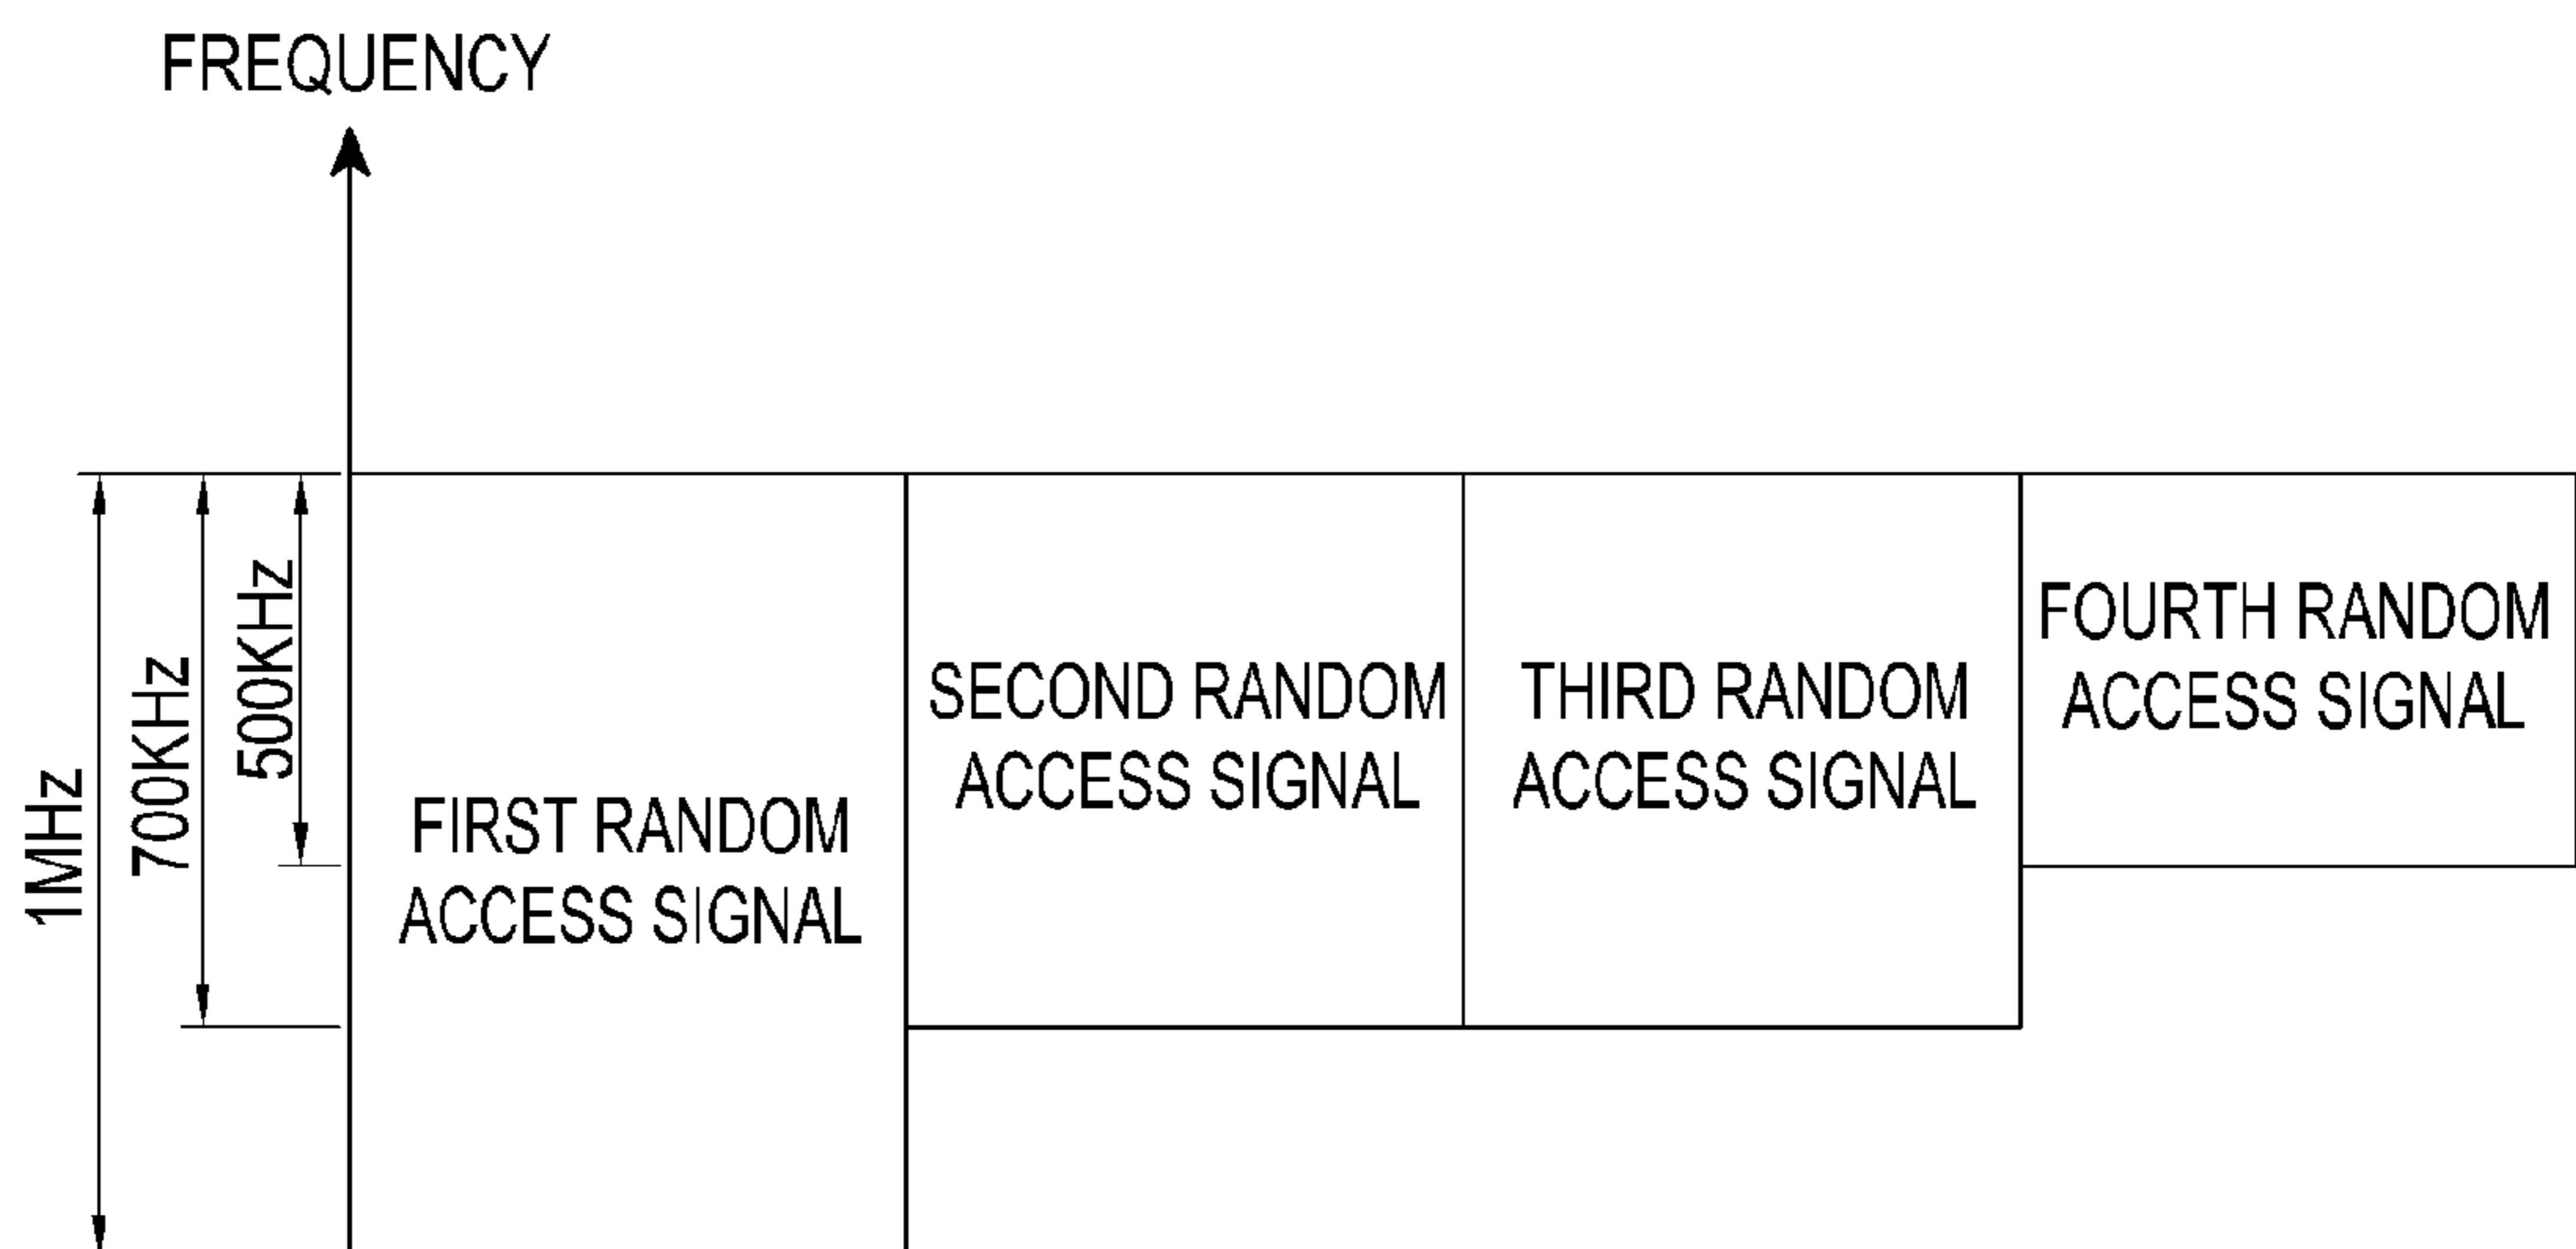 FREQUENCY
1MHz
700KHz
500KHz
FIRST RANDOM
ACCESS SIGNAL
SECOND RANDOM
ACCESS SIGNAL
THIRD RANDOM
ACCESS SIGNAL
FOURTH RANDOM
ACCESS SIGNAL